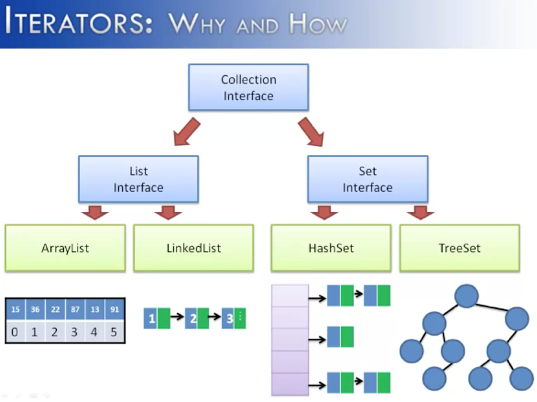 ITERATORS: WHY AND HOW
Collection
Interface
List
Interface
Set
Interface
ArrayList
LinkedList
HashSet
TreeSet
15 36 22 87 13 91
0 1 2 3 4 5
1 2 3